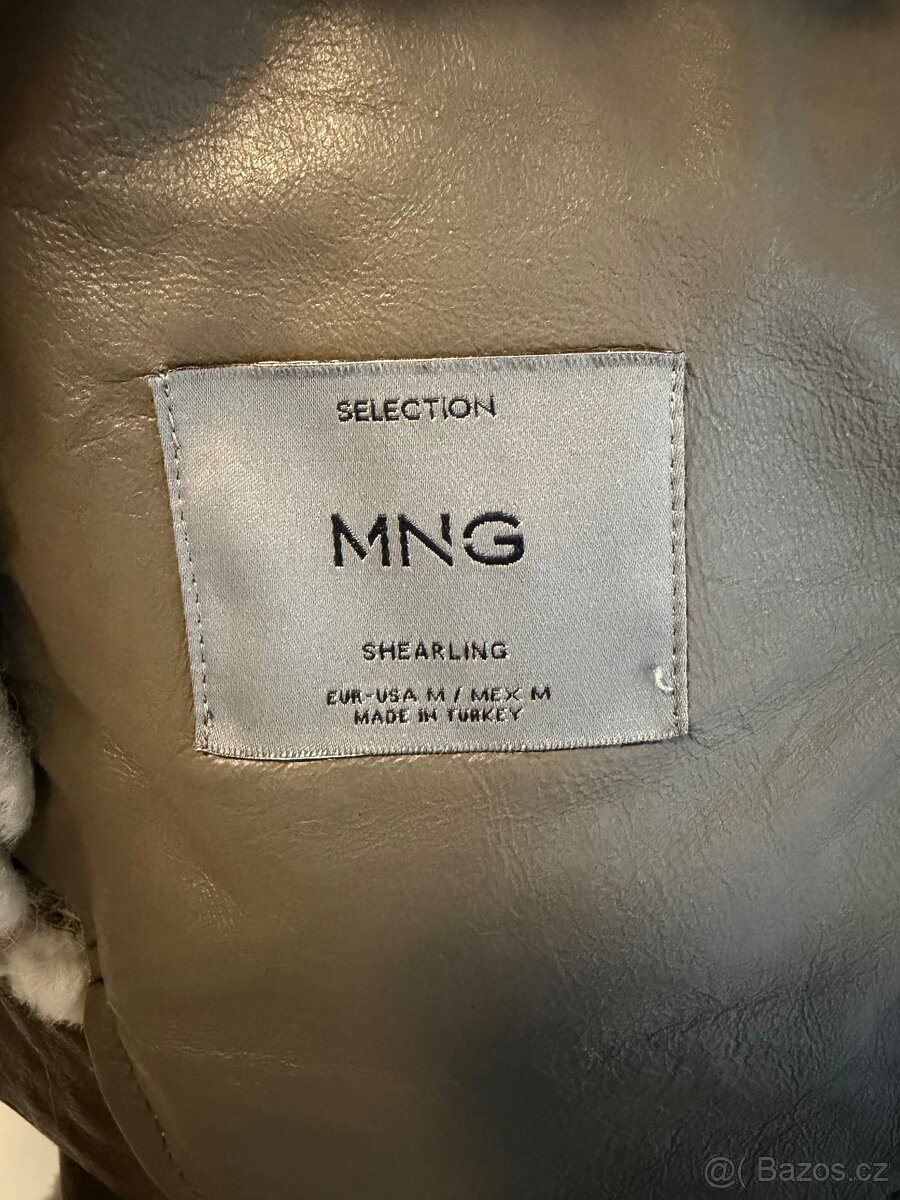 SELECTION
MNG
SHEARLING
EUR-USA M / MEX M
MADE IN TURKEY
@( Bazos.cz